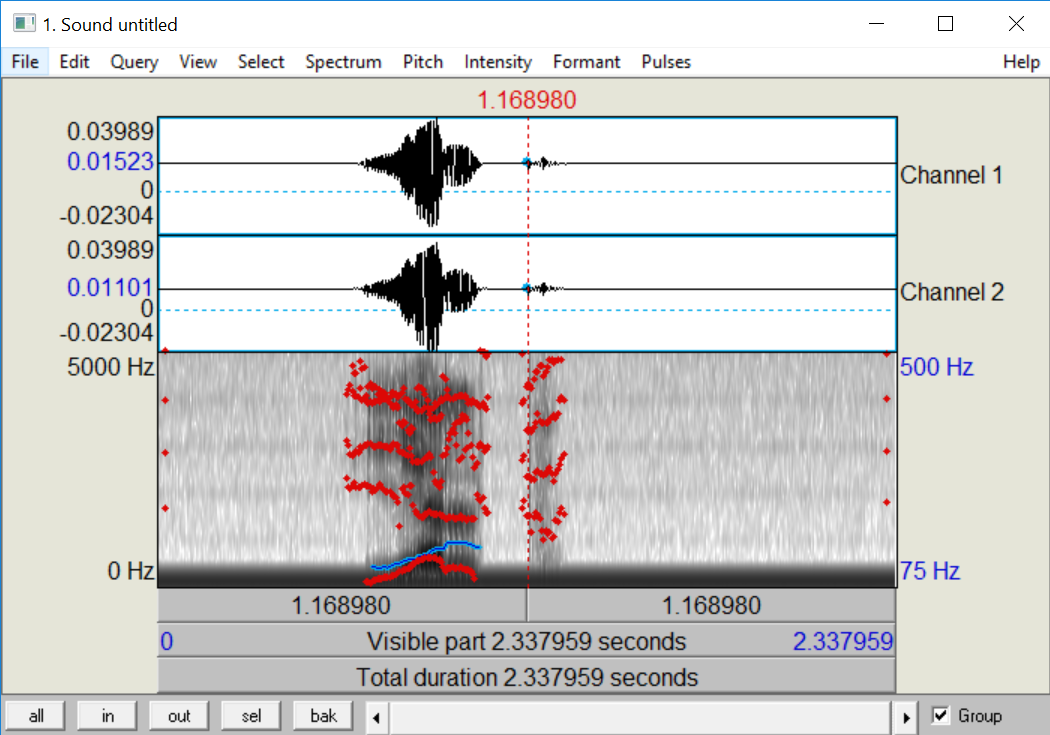 1. Sound untitled
File Edit Query View Select Spectrum Pitch Intensity Formant Pulses Help
1.168980
0.03989
0.01523
0
-0.02304
Channel 1
0.03989
0.01101
0
-0.02304
Channel 2
5000 Hz 500 Hz
0 Hz 75 Hz
1.168980 1.168980
0 Visible part 2.337959 seconds 2.337959
Total duration 2.337959 seconds
all in out sel bak Group